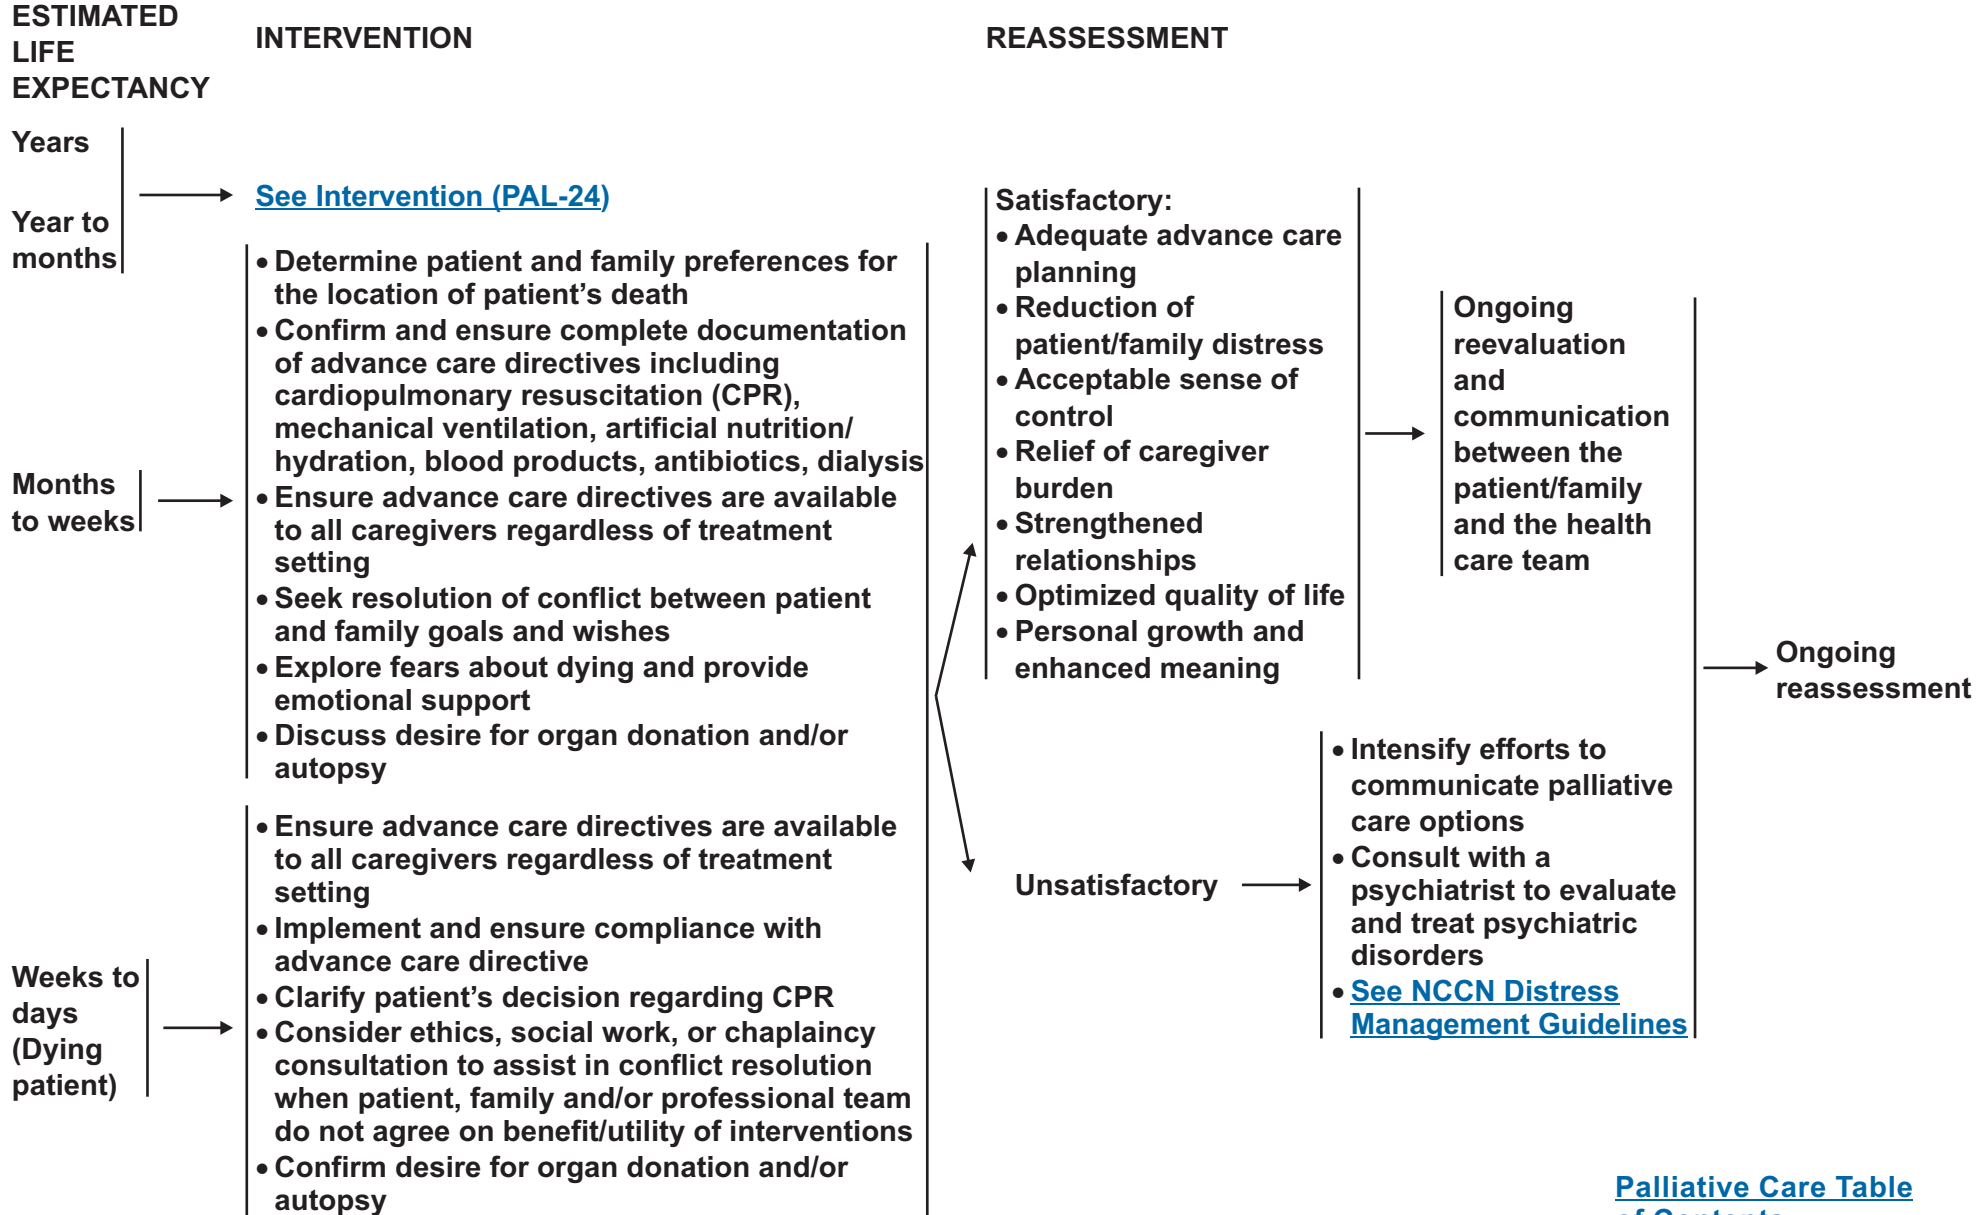 ESTIMATED
LIFE
EXPECTANCY
INTERVENTION
REASSESSMENT
Years
Year to
months
See Intervention (PAL-24)
Months
to weeks
• Determine patient and family preferences for
the location of patient's death
• Confirm and ensure complete documentation
of advance care directives including
cardiopulmonary resuscitation (CPR),
mechanical ventilation, artificial nutrition/
hydration, blood products, antibiotics, dialysis
• Ensure advance care directives are available
to all caregivers regardless of treatment
setting
• Seek resolution of conflict between patient
and family goals and wishes
• Explore fears about dying and provide
emotional support
• Discuss desire for organ donation and/or
autopsy
Weeks to
days
(Dying
patient)
• Ensure advance care directives are available
to all caregivers regardless of treatment
setting
• Implement and ensure compliance with
advance care directive
• Clarify patient's decision regarding CPR
• Consider ethics, social work, or chaplaincy
consultation to assist in conflict resolution
when patient, family and/or professional team
do not agree on benefit/utility of interventions
• Confirm desire for organ donation and/or
autopsy
Satisfactory:
• Adequate advance care
planning
• Reduction of
patient/family distress
• Acceptable sense of
control
• Relief of caregiver
burden
• Strengthened
relationships
• Optimized quality of life
• Personal growth and
enhanced meaning
Ongoing
reevaluation
and
communication
between the
patient/family
and the health
care team
Unsatisfactory
• Intensify efforts to
communicate palliative
care options
• Consult with a
psychiatrist to evaluate
and treat psychiatric
disorders
• See NCCN Distress
Management Guidelines
Ongoing
reassessment
Palliative Care Table
of Contents